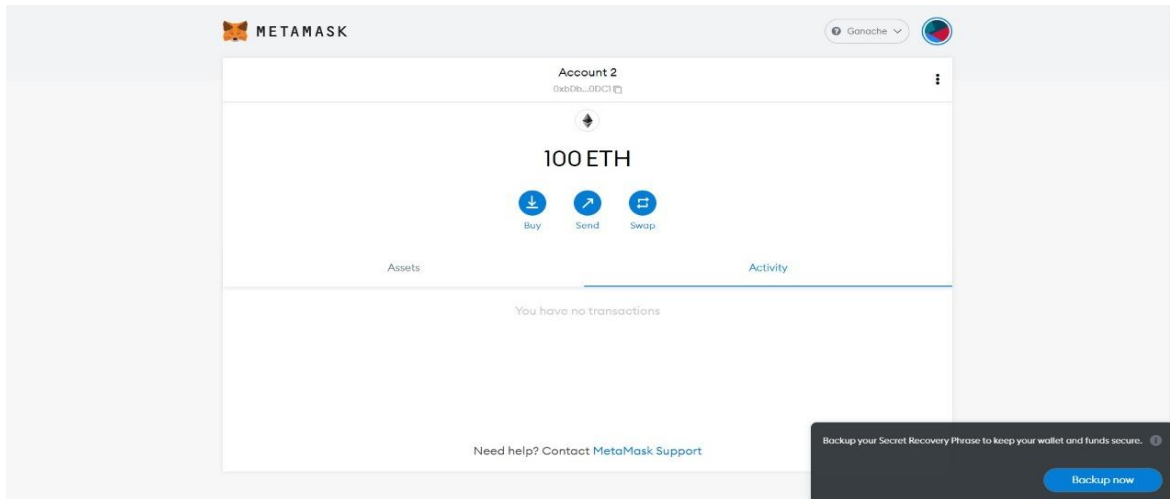 METAMASK
Ganache
Account 2
0xbDb...0DC1
100 ETH
Buy Send Swap
Assets Activity
You have no transactions
Need help? Contact MetaMask Support
Backup your Secret Recovery Phrase to keep your wallet and funds secure.
Backup now